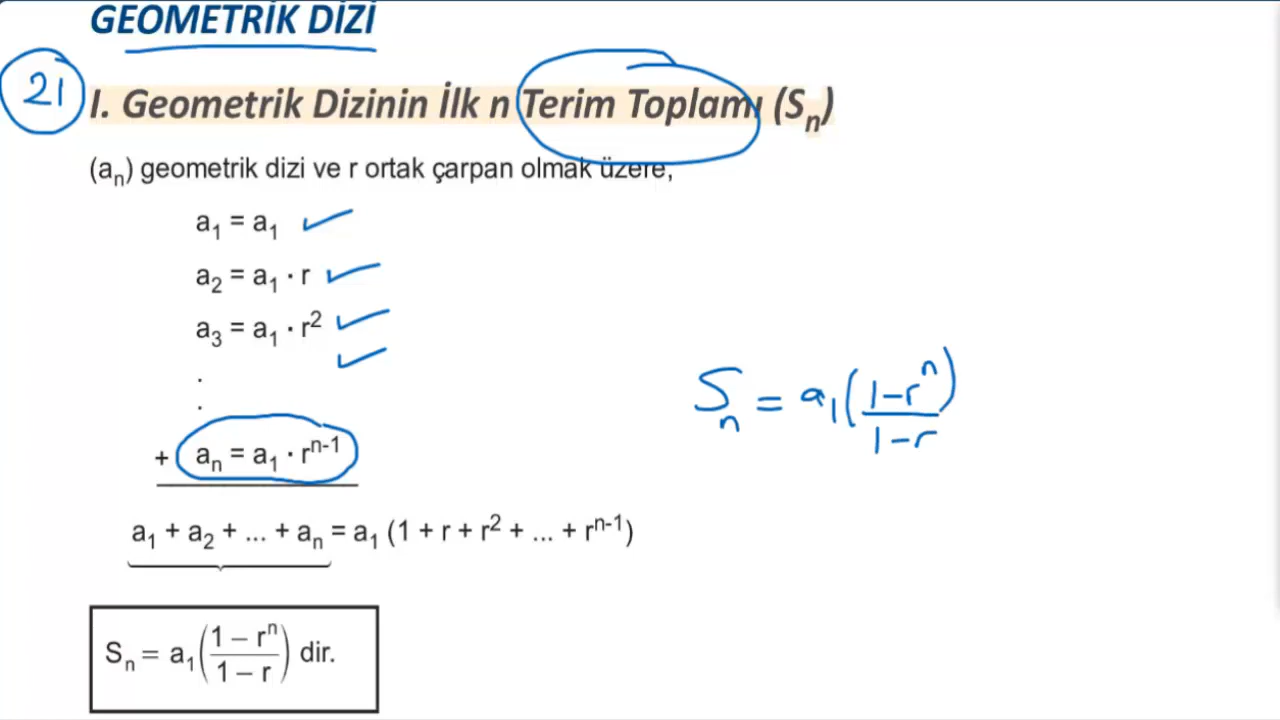 GEOMETRİK DİZİ
21
I. Geometrik Dizinin İlk n Terim Toplamı (Sₙ)
(aₙ) geometrik dizi ve r ortak çarpan olmak üzere,
a₁ = a₁
a₂ = a₁ · r
a₃ = a₁ · r²
.
.
+ aₙ = a₁ · rⁿ⁻¹
a₁ + a₂ + ... + aₙ = a₁ (1 + r + r² + ... + rⁿ⁻¹)
Sₙ = a₁((1 – rⁿ)/(1 – r)) dir.
Sₙ = a₁((1–rⁿ)/(1–r))